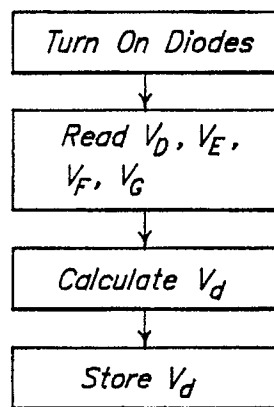 Turn On Diodes
Read V_D, V_E,
V_F, V_G
Calculate V_d
Store V_d